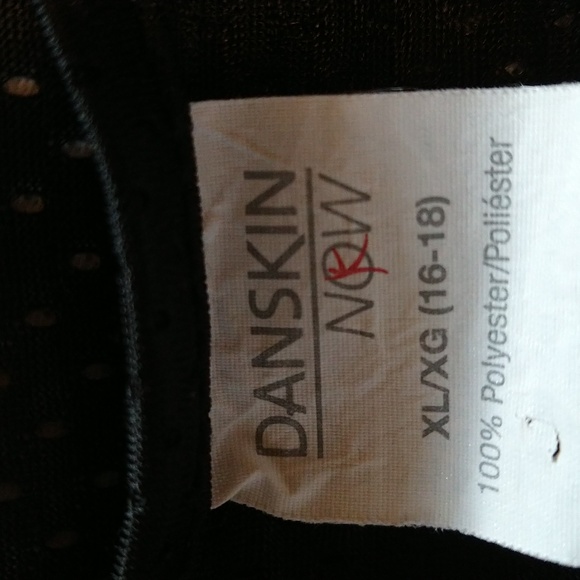 DANSKIN
NOW
XL/XG (16-18)
100% Polyester/Poliéster